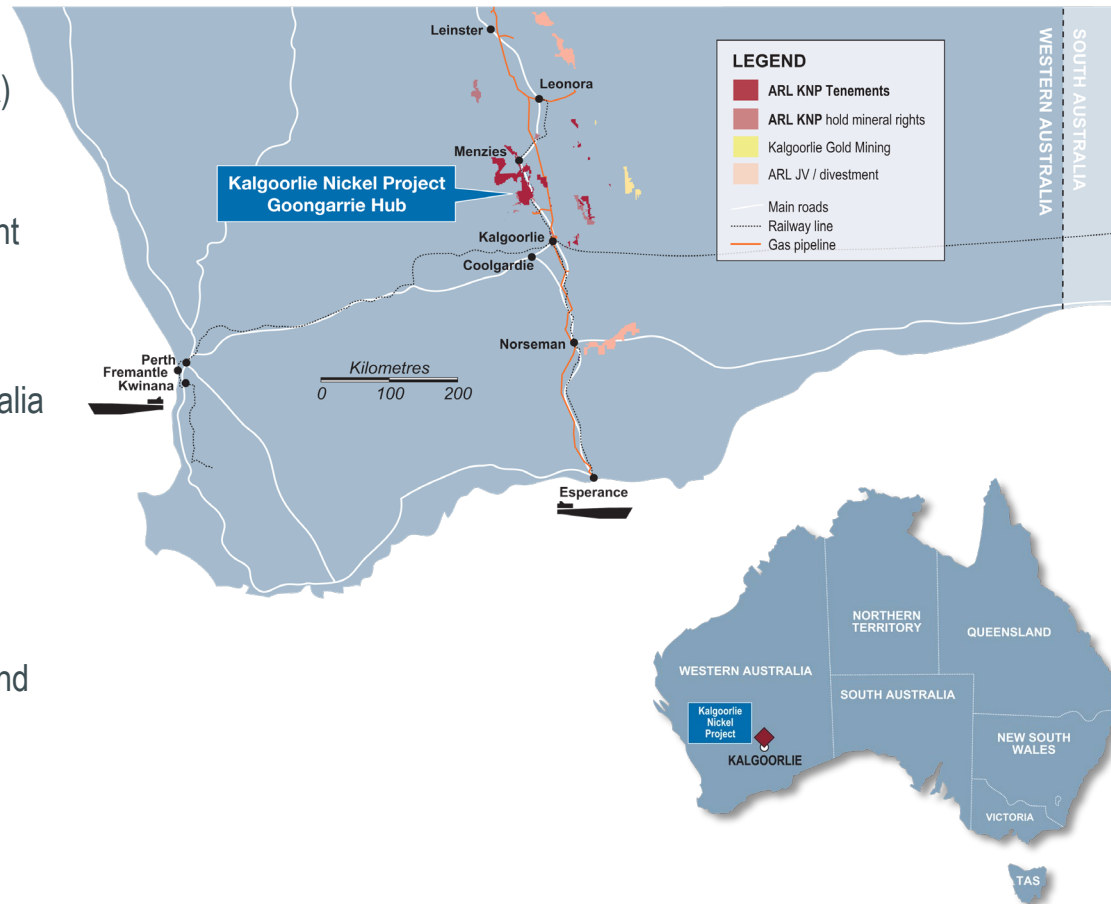 )
nt
alia
nd
Leinster
Leonora
Menzies
Kalgoorlie Nickel Project
Goongarrie Hub
Kalgoorlie
Coolgardie
Norseman
Perth
Fremantle
Kwinana
Kilometres
0 100 200
Esperance
LEGEND
ARL KNP Tenements
ARL KNP hold mineral rights
Kalgoorlie Gold Mining
ARL JV / divestment
Main roads
Railway line
Gas pipeline
WESTERN AUSTRALIA
SOUTH AUSTRALIA
NORTHERN
TERRITORY
QUEENSLAND
WESTERN AUSTRALIA
SOUTH AUSTRALIA
Kalgoorlie
Nickel
Project
KALGOORLIE
NEW SOUTH
WALES
VICTORIA
TAS